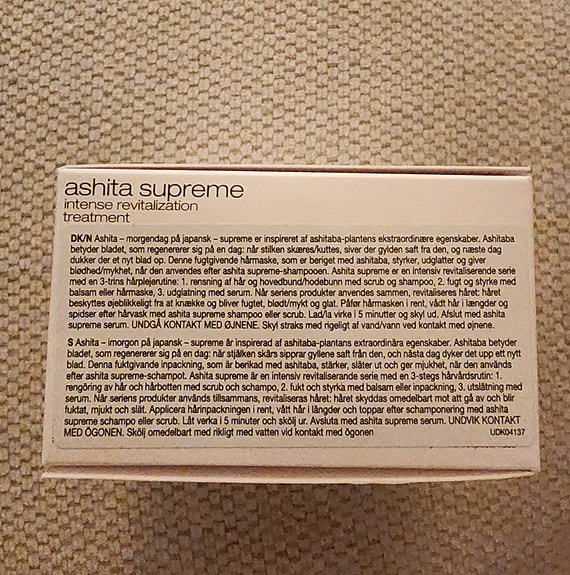 ashita supreme
intense revitalization
treatment
DK/N Ashita – morgendag på japansk – supreme er inspireret af ashitaba-plantens ekstraordinære egenskaber. Ashitaba
betyder bladet, som regenererer sig på en dag: når stilken skæres/kuttes, siver der gylden saft fra den, og næste dag
dukker der et nyt blad op. Denne fugtgivende hårmaske, som er beriget med ashitaba, styrker, udglatter og giver
blødhed/mykhet, når den anvendes efter ashita supreme-shampooen. Ashita supreme er en intensiv revitaliserende serie
med en 3-trins hårplejerutine: 1. rensning af hår og hovedbund/hodebunn med scrub og shampoo, 2. fugt og styrke med
balsam eller hårmaske, 3. udglatning med serum. Når seriens produkter anvendes sammen, revitaliseres håret: håret
beskyttes øjeblikkeligt fra at knække og bliver fugtet, blødt/mykt og glat. Påfør hårmasken i rent, vådt hår i længder og
spidser efter hårvask med ashita supreme shampoo eller scrub. Lad/la virke i 5 minutter og skyl ud. Afslut med ashita
supreme serum. UNDGÅ KONTAKT MED ØJNENE. Skyl straks med rigeligt af vand/vann ved kontakt med øjnene.
S Ashita – imorgon på japanska – supreme är inspirerad av ashitaba-plantans extraordinära egenskaper. Ashitaba betyder
bladet, som regenererar sig på en dag: när stjälken skärs sipprar gyllene saft från den, och nästa dag dyker det upp ett nytt
blad. Denna fuktgivande inpackning, som är berikad med ashitaba, stärker, släter ut och ger mjukhet, när den används
efter ashita supreme-schampot. Ashita supreme är en intensiv revitaliserande serie med en 3-stegs hårvårdsrutin: 1.
rengöring av hår och hårbotten med scrub och schampo, 2. fukt och styrka med balsam eller inpackning, 3. utslätning med
serum. När seriens produkter används tillsammans, revitaliseras håret: håret skyddas omedelbart mot att gå av och blir
fuktat, mjukt och slät. Applicera hårinpackningen i rent, vått hår i längder och toppar efter schamponering med ashita
supreme schampo eller scrub. Låt verka i 5 minuter och skölj ur. Avsluta med ashita supreme serum. UNDVIK KONTAKT
MED ÖGONEN. Skölj omedelbart med rikligt med vatten vid kontakt med ögonen
UDK04137